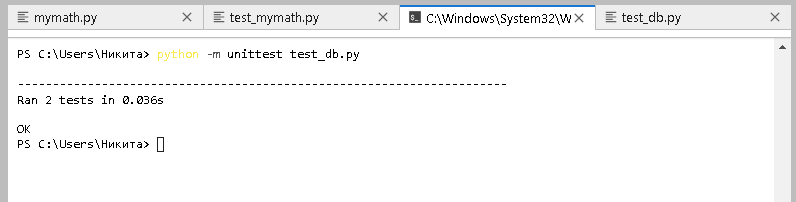 mymath.py
test_mymath.py
C:\Windows\System32\W
test_db.py
PS C:\Users\Никита> python -m unittest test_db.py
----------------------------------------------------------------------
Ran 2 tests in 0.036s
OK
PS C:\Users\Никита>